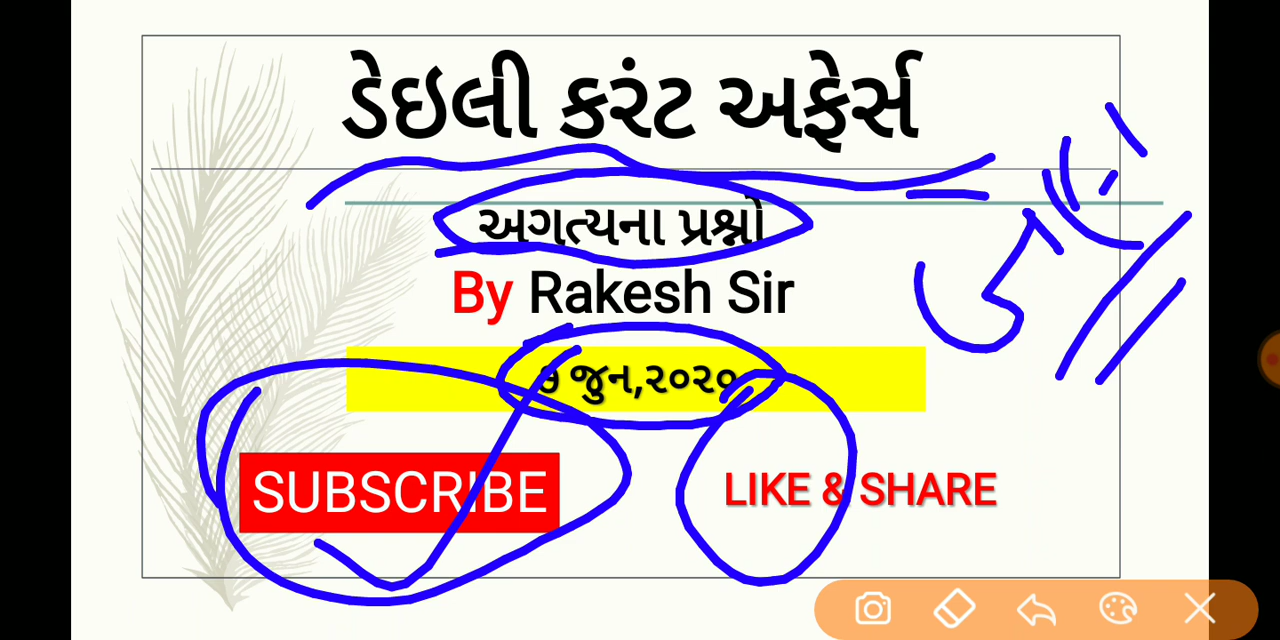 ડેઇલી કરંટ અફેર્સ
અગત્યના પ્રશ્નો
By Rakesh Sir
જુન,૨૦૨૦
SUBSCRIBE
LIKE & SHARE